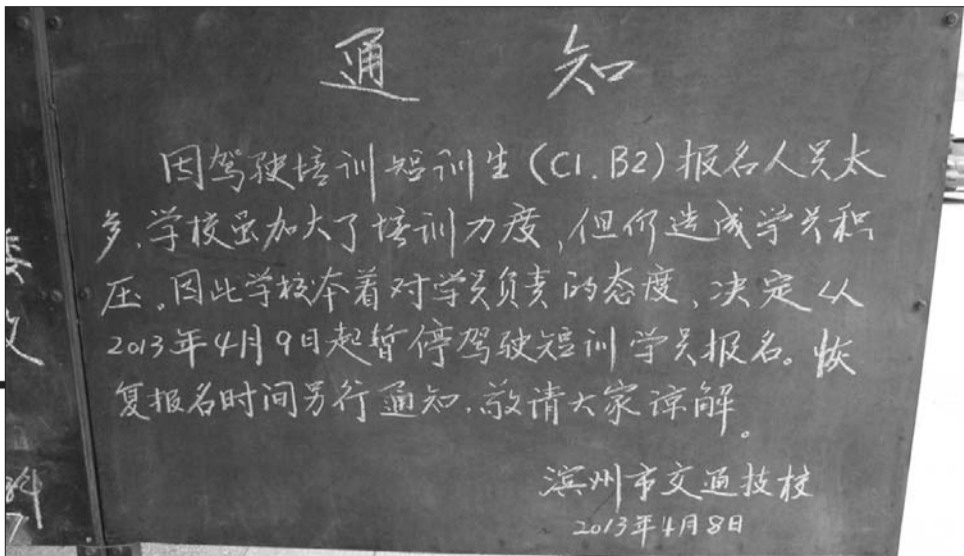 通 知
因驾驶培训短训生(C1.B2)报名人员太
多,学校虽加大了培训力度,但仍造成学员积
压。因此学校本着对学员负责的态度,决定从
2013年4月9日起暂停驾驶短训学员报名。恢
复报名时间另行通知,敬请大家谅解。
滨州市交通技校
2013年4月8日